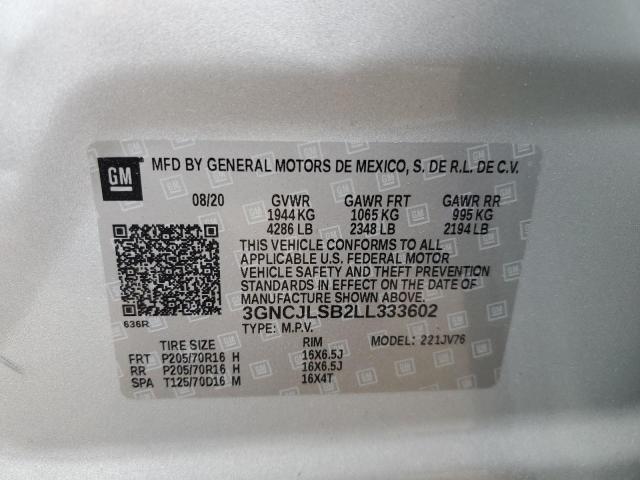 GM MFD BY GENERAL MOTORS DE MEXICO, S. DE R.L. DE C.V.
08/20 GVWR GAWR FRT GAWR RR
1944 KG 1065 KG 995 KG
4286 LB 2348 LB 2194 LB
THIS VEHICLE CONFORMS TO ALL
APPLICABLE U.S. FEDERAL MOTOR
VEHICLE SAFETY AND THEFT PREVENTION
STANDARDS IN EFFECT ON THE DATE OF
MANUFACTURE SHOWN ABOVE.
3GNCJLSB2LL333602
636R TYPE: M.P.V.
TIRE SIZE RIM MODEL: 221JV76
FRT P205/70R16 H 16X6.5J
RR P205/70R16 H 16X6.5J
SPA T125/70D16 M 16X4T